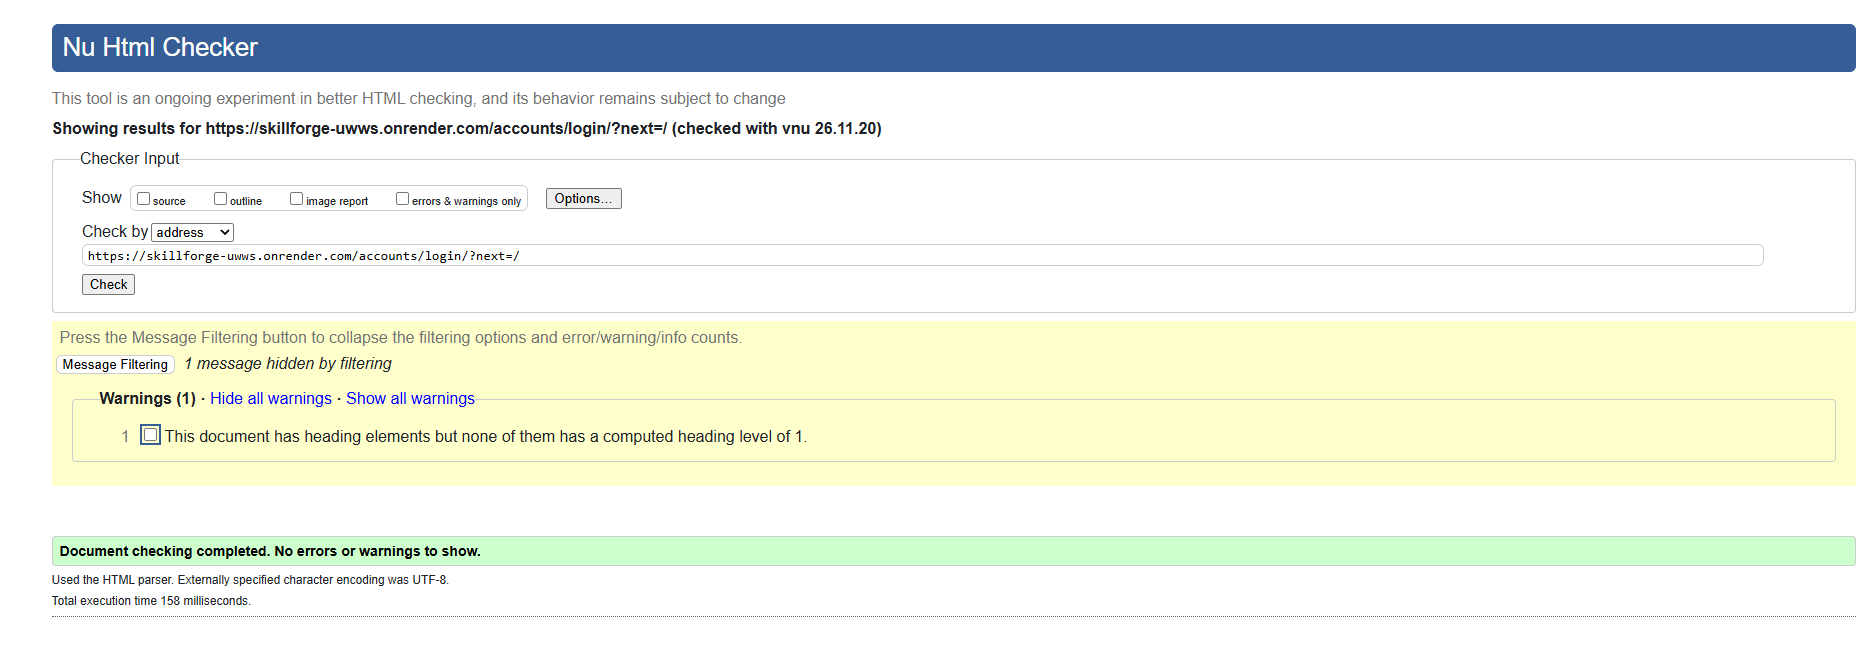 Nu Html Checker
This tool is an ongoing experiment in better HTML checking, and its behavior remains subject to change
Showing results for https://skillforge-uwws.onrender.com/accounts/login/?next=/ (checked with vnu 26.11.20)
Checker Input
Show source outline image report errors & warnings only Options...
Check by address
https://skillforge-uwws.onrender.com/accounts/login/?next=/
Check
Press the Message Filtering button to collapse the filtering options and error/warning/info counts.
Message Filtering 1 message hidden by filtering
Warnings (1) · Hide all warnings · Show all warnings
1 This document has heading elements but none of them has a computed heading level of 1.
Document checking completed. No errors or warnings to show.
Used the HTML parser. Externally specified character encoding was UTF-8.
Total execution time 158 milliseconds.